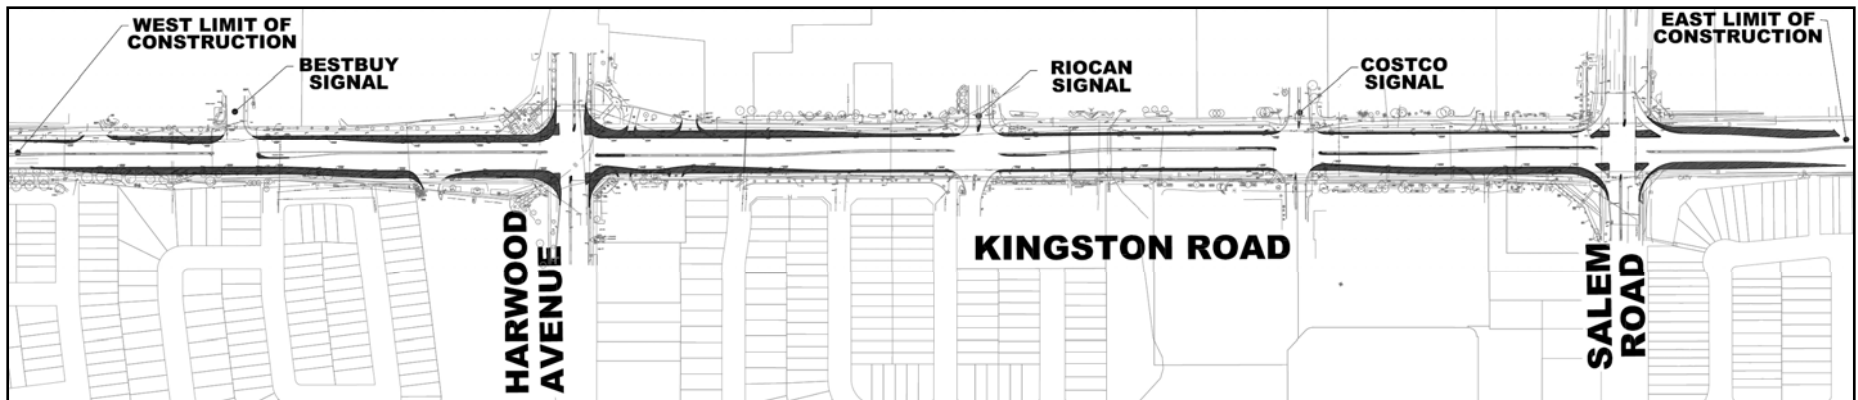 WEST LIMIT OF
CONSTRUCTION
BESTBUY
SIGNAL
HARWOOD
AVENUE
RIOCAN
SIGNAL
KINGSTON ROAD
COSTCO
SIGNAL
SALEM
ROAD
EAST LIMIT OF
CONSTRUCTION